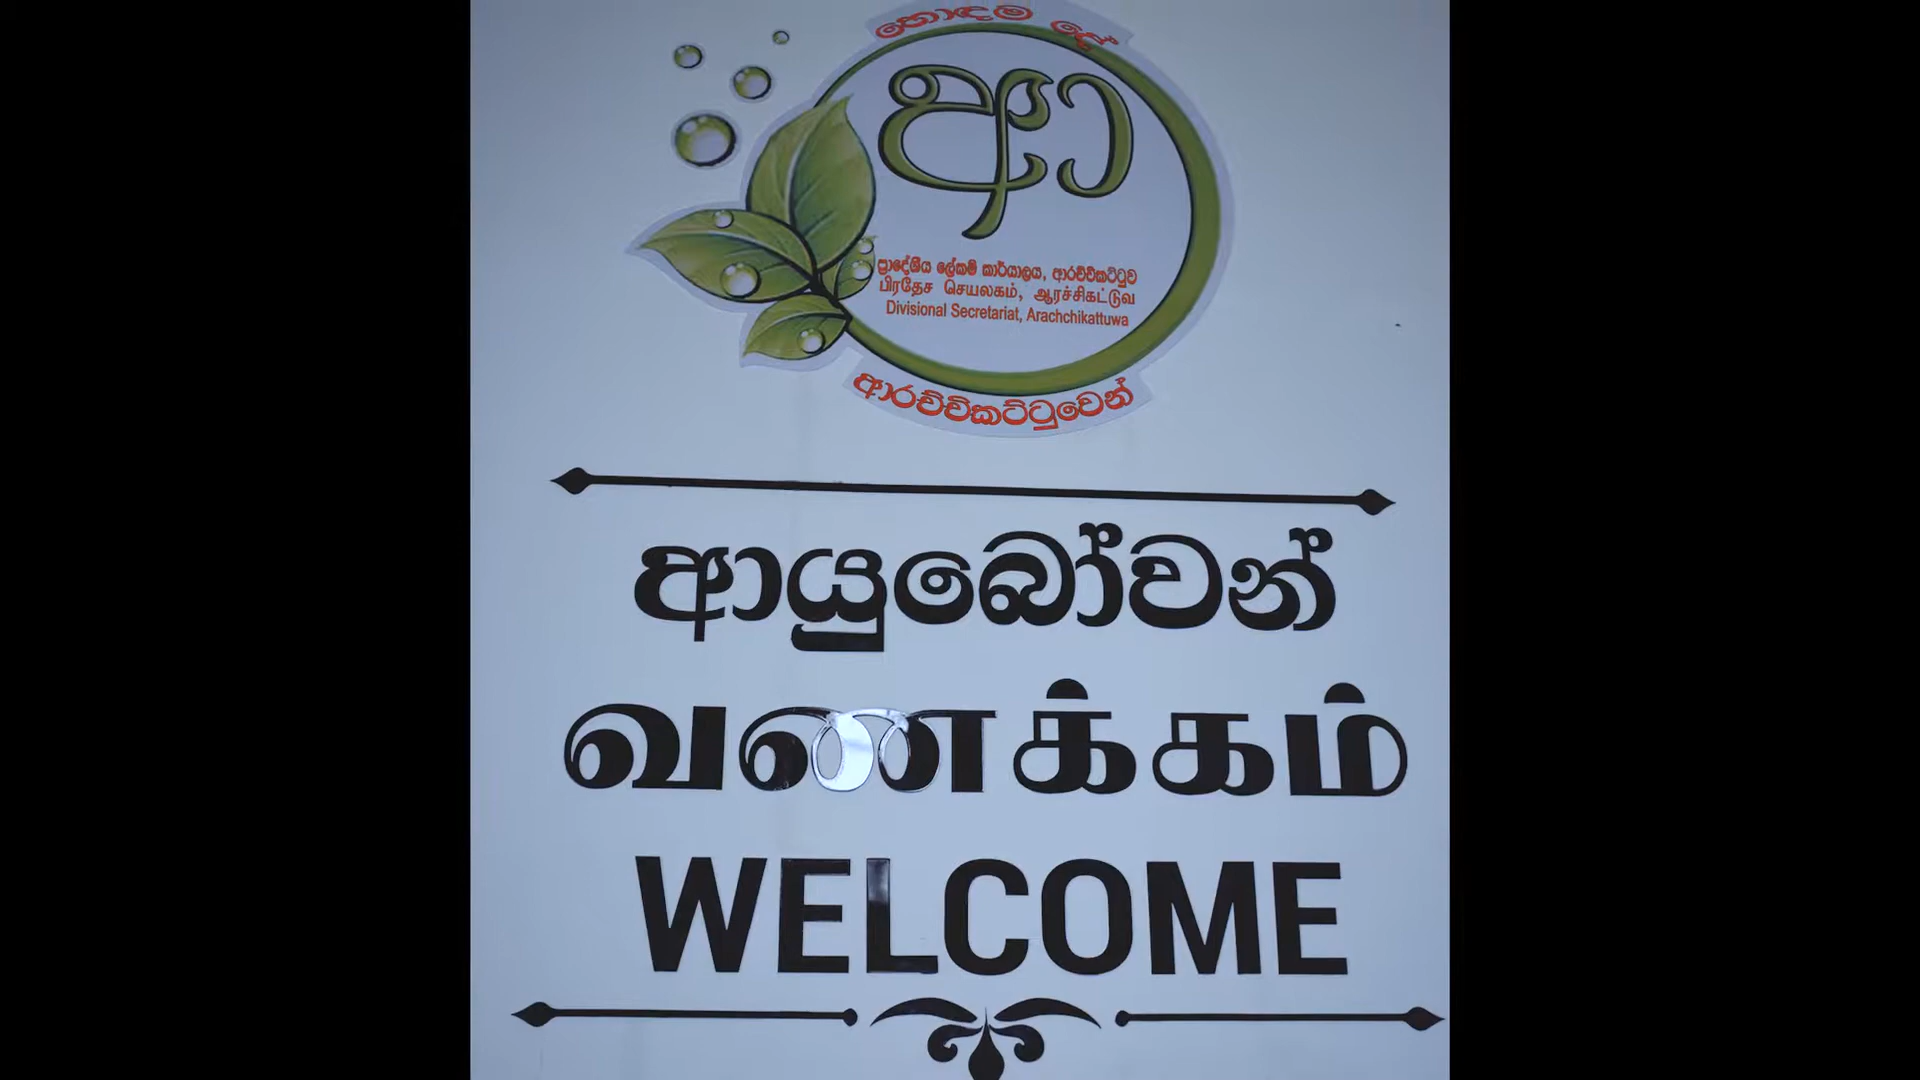 හොඳම දේ
ආ
ප්‍රාදේශීය ලේකම් කාර්යාලය, ආරච්චිකට්ටුව
பிரதேச செயலகம், ஆரச்சிகட்டுவ
Divisional Secretariat, Arachchikattuwa
ආරච්චිකට්ටුවෙන්
ආයුබෝවන්
வணக்கம்
WELCOME